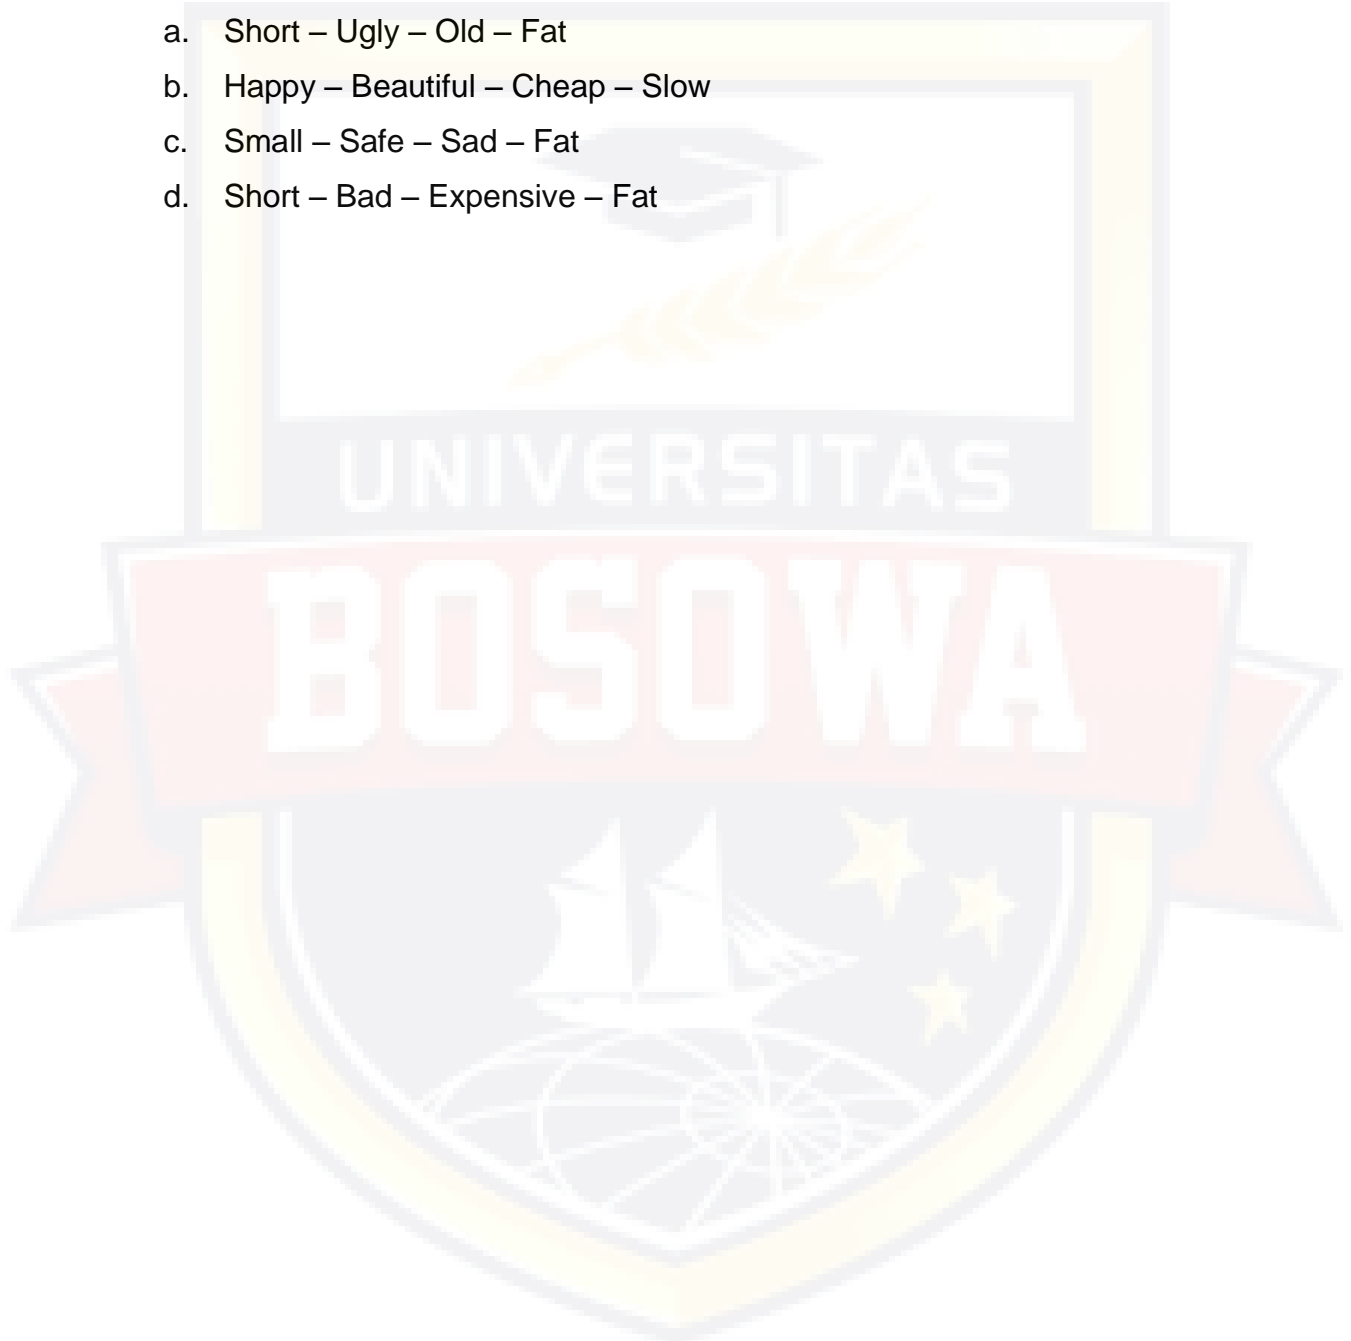 a. Short – Ugly – Old – Fat
b. Happy – Beautiful – Cheap – Slow
c. Small – Safe – Sad – Fat
d. Short – Bad – Expensive – Fat
UNIVERSITAS
BOSOWA